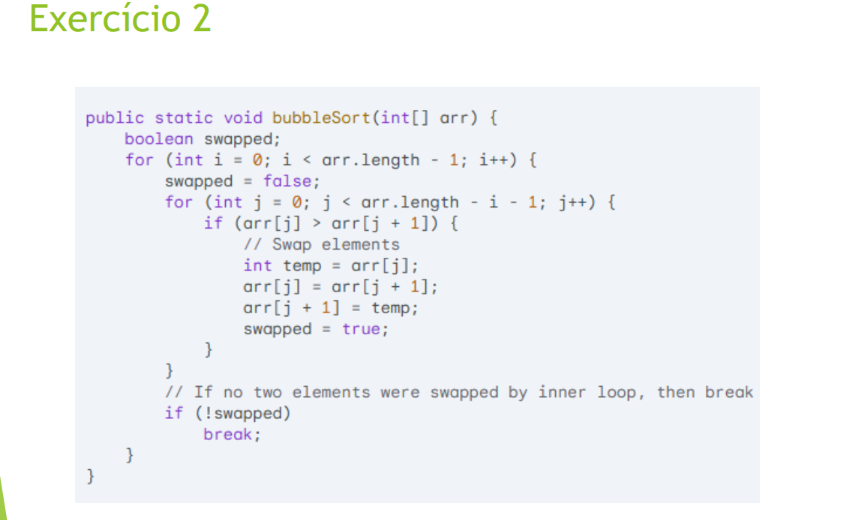 Exercício 2
public static void bubbleSort(int[] arr) {
    boolean swapped;
    for (int i = 0; i < arr.length - 1; i++) {
        swapped = false;
        for (int j = 0; j < arr.length - i - 1; j++) {
            if (arr[j] > arr[j + 1]) {
                // Swap elements
                int temp = arr[j];
                arr[j] = arr[j + 1];
                arr[j + 1] = temp;
                swapped = true;
            }
        }
        // If no two elements were swapped by inner loop, then break
        if (!swapped)
            break;
    }
}